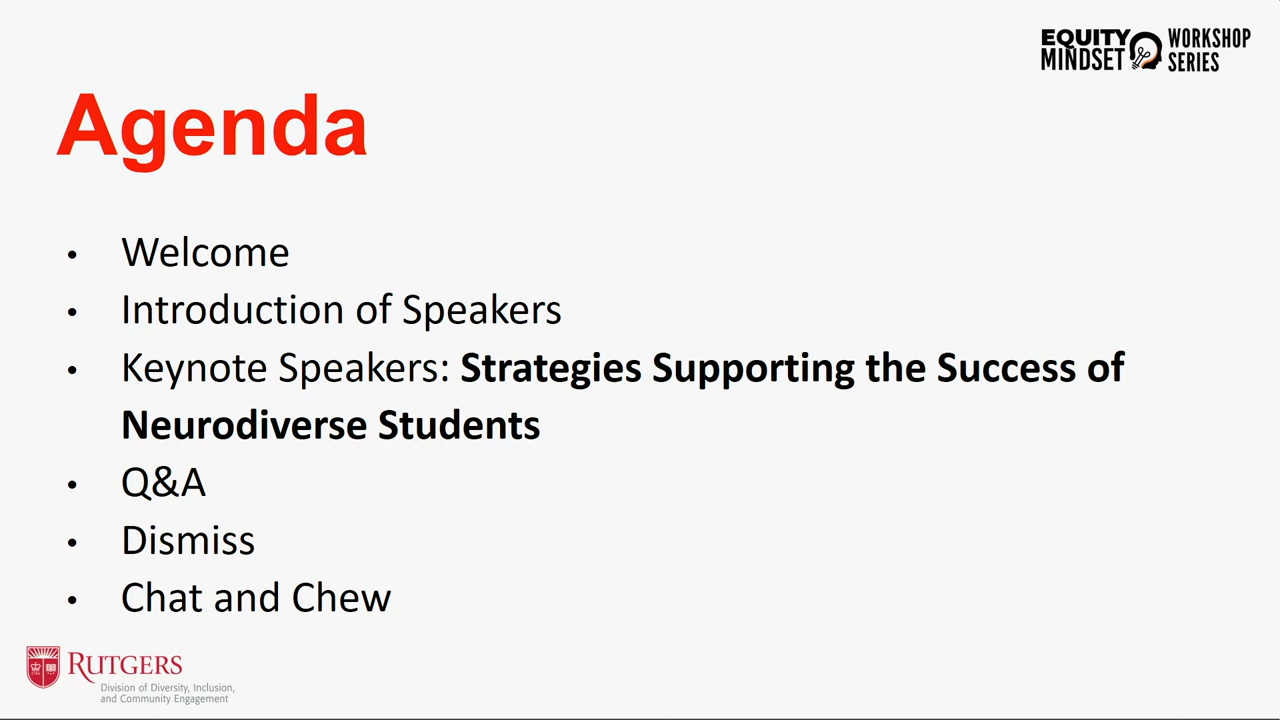 EQUITY WORKSHOP
MINDSET SERIES
Agenda
• Welcome
• Introduction of Speakers
• Keynote Speakers: Strategies Supporting the Success of
Neurodiverse Students
• Q&A
• Dismiss
• Chat and Chew
RUTGERS
Division of Diversity, Inclusion,
and Community Engagement